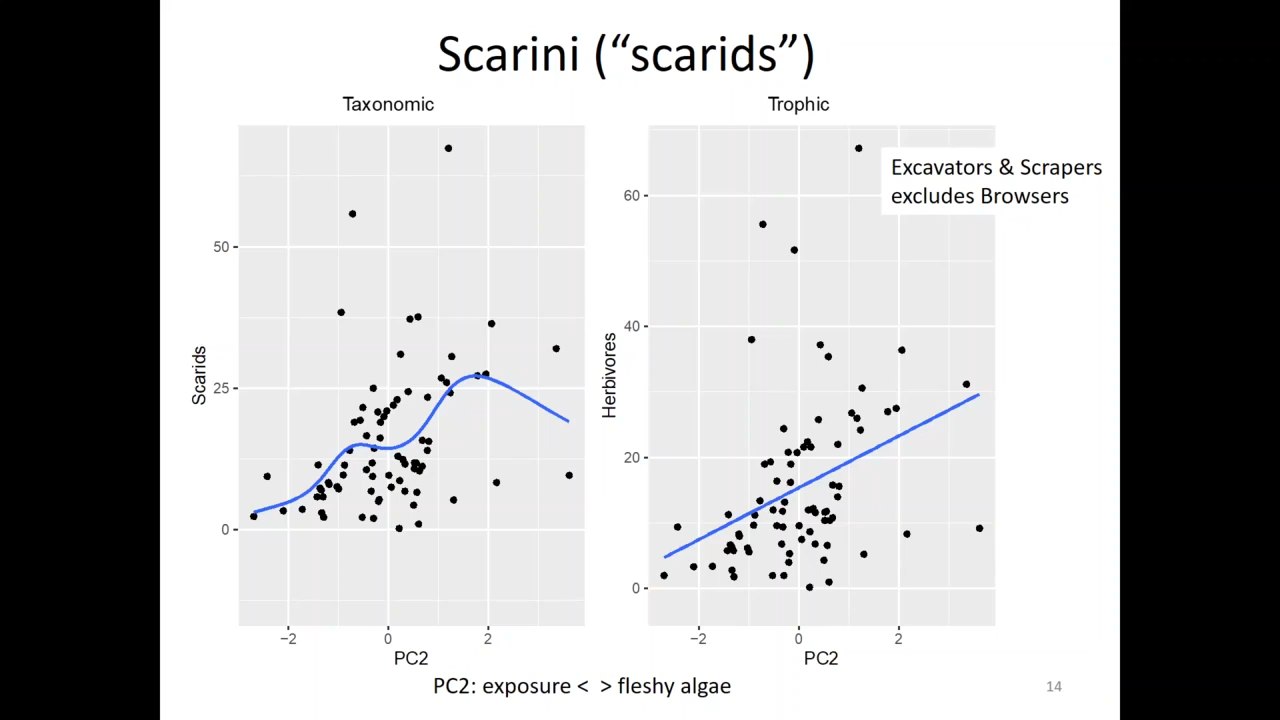 Scarini (“scarids”)
Taxonomic
Trophic
Excavators & Scrapers
excludes Browsers
Scarids
50
25
0
−2
0
2
PC2
Herbivores
60
40
20
0
−2
0
2
PC2
PC2: exposure < > fleshy algae
14